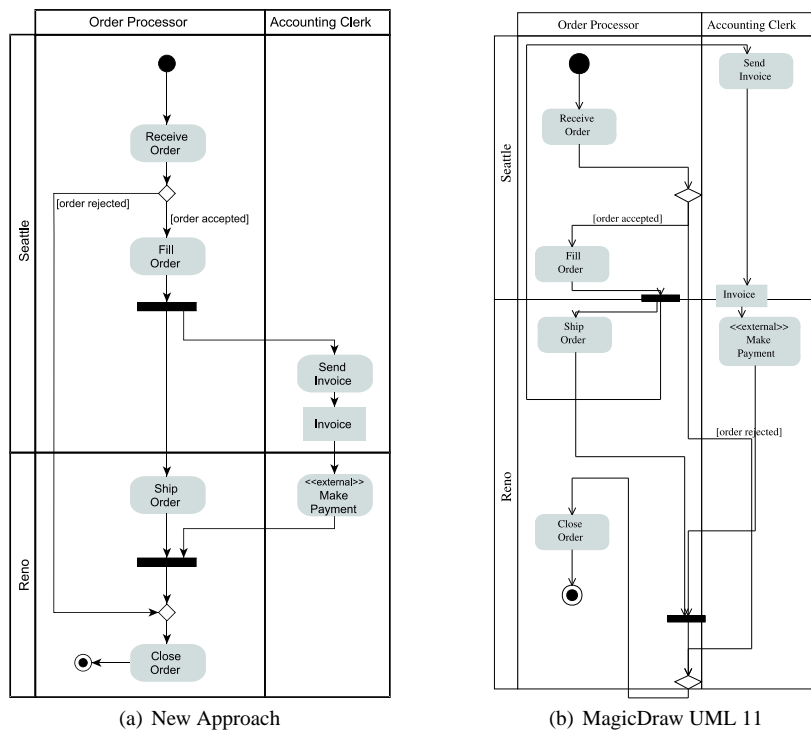 Order Processor
Accounting Clerk
Seattle
Receive
Order
[order rejected]
[order accepted]
Fill
Order
Send
Invoice
Invoice
Reno
Ship
Order
<<external>>
Make
Payment
Close
Order
(a) New Approach
Order Processor
Accounting Clerk
Seattle
Send
Invoice
Receive
Order
[order accepted]
Fill
Order
Invoice
Reno
Ship
Order
<<external>>
Make
Payment
[order rejected]
Close
Order
(b) MagicDraw UML 11